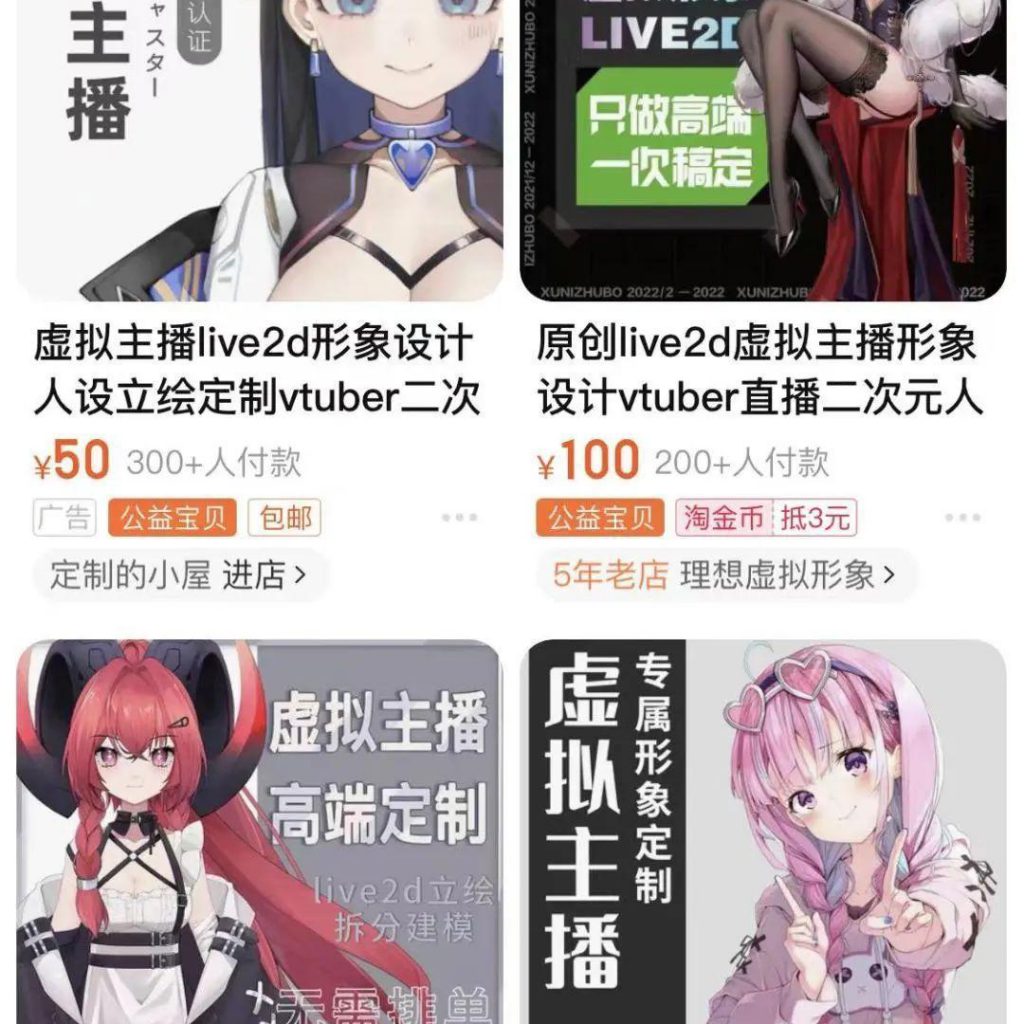 主播
ャスター
认证
LIVE2D
只做高端
一次稿定
XUNIZHUBO 2022
IZHUBO 2021/12 — 2022
XUNIZHUBO 2022/2 — 2022 XUNIZHUB
022
虚拟主播live2d形象设计
人设立绘定制vtuber二次
¥50 300+人付款
广告 公益宝贝 包邮
定制的小屋 进店 >
原创live2d虚拟主播形象
设计vtuber直播二次元人
¥100 200+人付款
公益宝贝 淘金币 抵3元
5年老店 理想虚拟形象 >
虚拟主播
高端定制
live2d立绘
拆分建模
无需排单
虚拟主播
专属形象定制